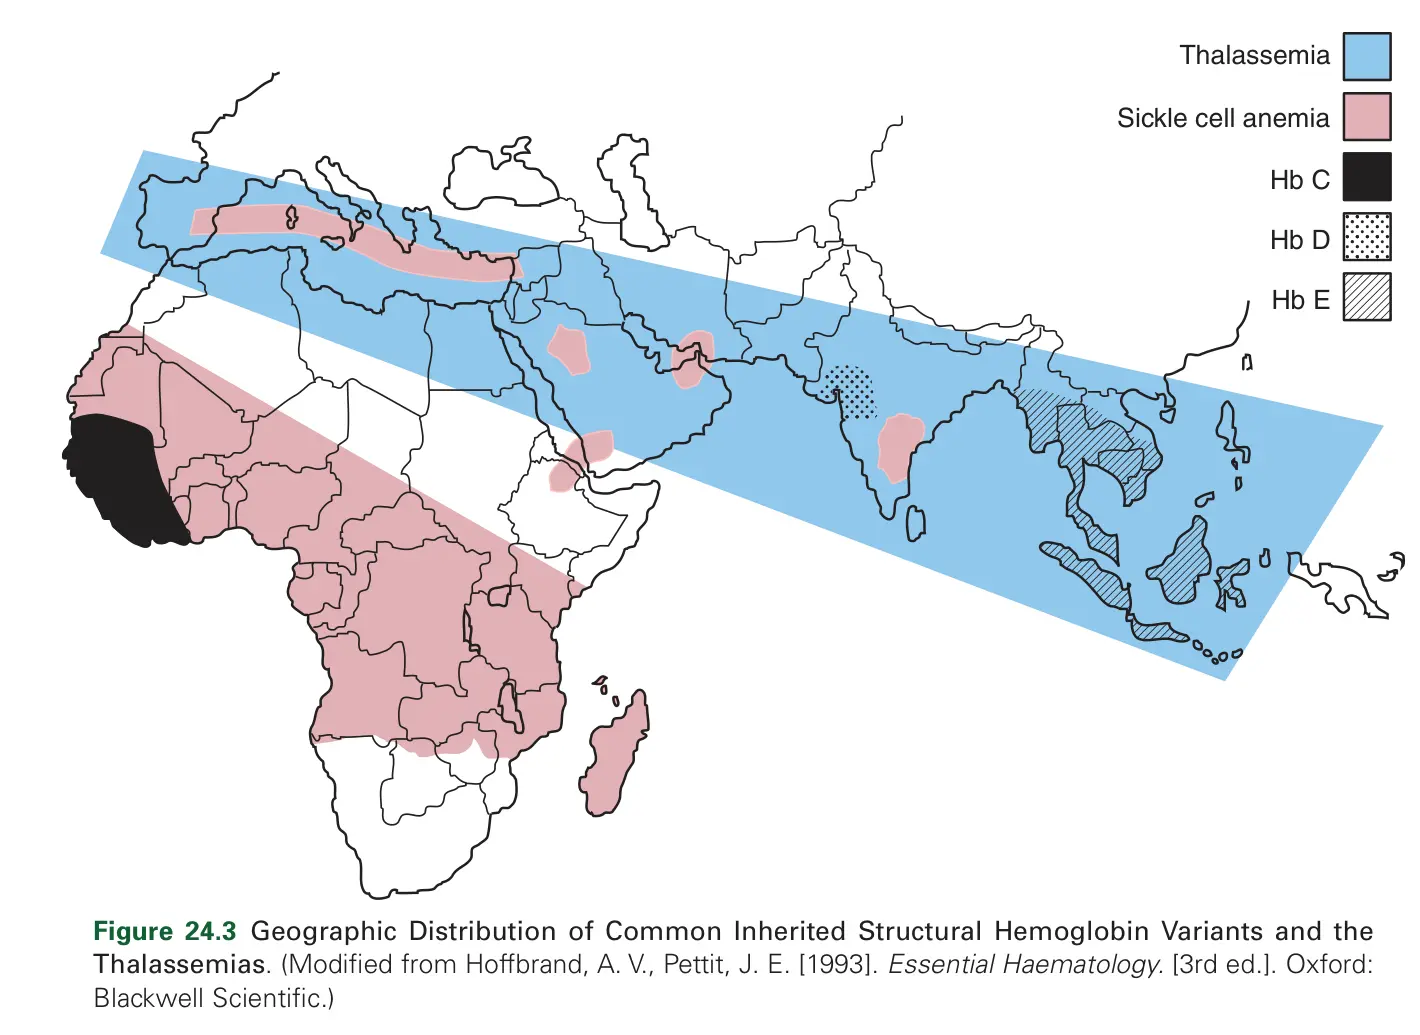 Thalassemia
Sickle cell anemia
Hb C
Hb D
Hb E
Figure 24.3 Geographic Distribution of Common Inherited Structural Hemoglobin Variants and the
Thalassemias. (Modified from Hoffbrand, A. V., Pettit, J. E. [1993]. Essential Haematology. [3rd ed.]. Oxford:
Blackwell Scientific.)